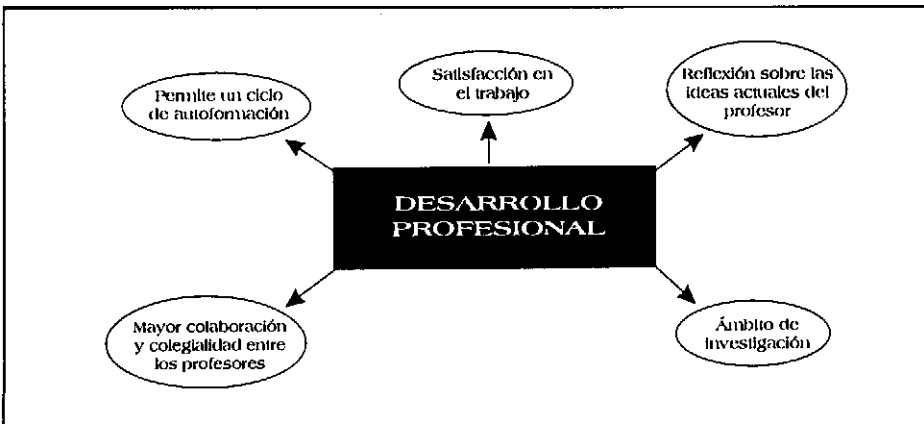 Permite un ciclo
de autoformación
Satisfacción en
el trabajo
Reflexión sobre las
ideas actuales del
profesor
DESARROLLO
PROFESIONAL
Mayor colaboración
y colegialidad entre
los profesores
Ámbito de
investigación